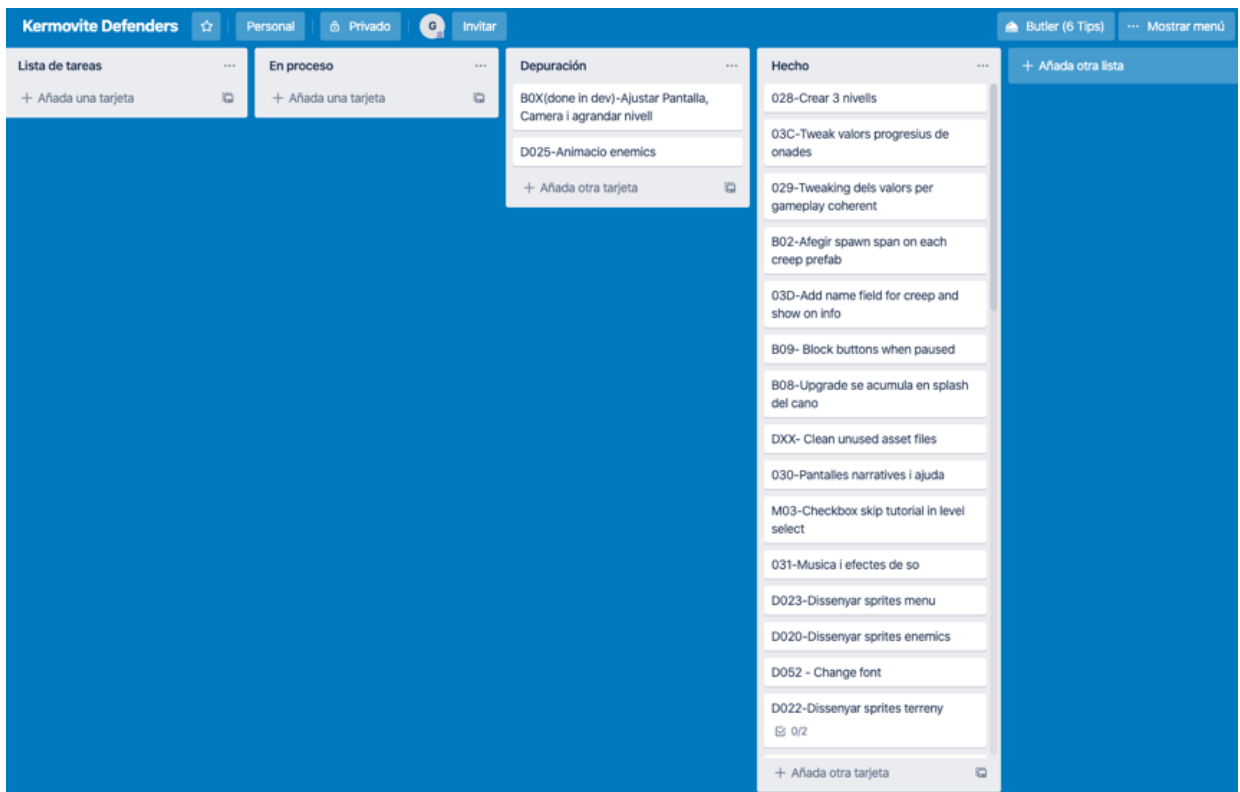 Kermovite Defenders
Personal
Privado
G
Invitar
Butler (6 Tips)
Mostrar menú
Lista de tareas
+ Añada una tarjeta
En proceso
+ Añada una tarjeta
Depuración
B0X(done in dev)-Ajustar Pantalla,
Camera i agrandar nivell
D025-Animacio enemics
+ Añada otra tarjeta
Hecho
028-Crear 3 nivells
03C-Tweak valors progresius de
onades
029-Tweaking dels valors per
gameplay coherent
B02-Afegir spawn span on each
creep prefab
03D-Add name field for creep and
show on info
B09- Block buttons when paused
B08-Upgrade se acumula en splash
del cano
DXX- Clean unused asset files
030-Pantalles narratives i ajuda
M03-Checkbox skip tutorial in level
select
031-Musica i efectes de so
D023-Dissenyar sprites menu
D020-Dissenyar sprites enemics
D052 - Change font
D022-Dissenyar sprites terreny
0/2
+ Añada otra tarjeta
+ Añada otra lista